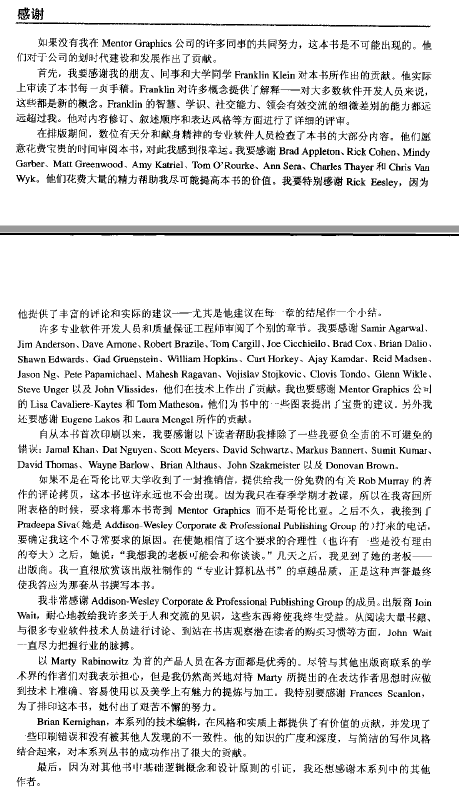 感谢
如果没有我在 Mentor Graphics 公司的许多同事的共同努力，这本书是不可能出现的。他
们对于公司的划时代建设和发展作出了贡献。
首先，我要感谢我的朋友、同事和大学同学 Franklin Klein 对本书所作出的贡献。他实际
上审读了本书每一页手稿。Franklin 对许多概念提供了解释——对大多数软件开发人员来说，
这些都是新的概念。Franklin 的智慧、学识、社交能力、领会有效交流的细微差别的能力都远
远超过我。他对内容修订、叙述顺序和表达风格等方面进行了详细的评审。
在排版期间，数位有天分和献身精神的专业软件人员检查了本书的大部分内容。他们愿
意花费宝贵的时间审阅本书，对此我感到很幸运。我要感谢 Brad Appleton、Rick Cohen、Mindy
Garber、Matt Greenwood、Amy Katriel、Tom O'Rourke、Ann Sera、Charles Thayer 和 Chris Van
Wyk。他们花费大量的精力帮助我尽可能提高本书的价值。我要特别感谢 Rick Eesley，因为
他提供了丰富的评论和实际的建议——尤其是他建议在每一章的结尾作一个小结。
许多专业软件开发人员和质量保证工程师审阅了个别的章节。我要感谢 Samir Agarwal、
Jim Anderson、Dave Arnone、Robert Brazile、Tom Cargill、Joe Cicchiello、Brad Cox、Brian Dalio、
Shawn Edwards、Gad Gruenstein、William Hopkins、Curt Horkey、Ajay Kamdar、Reid Madsen、
Jason Ng、Pete Papamichael、Mahesh Ragavan、Vojislav Stojkovic、Clovis Tondo、Glenn Wikle、
Steve Unger 以及 John Vlissides，他们在技术上作出了贡献。我也要感谢 Mentor Graphics 公司
的 Lisa Cavaliere-Kaytes 和 Tom Matheson，他们为书中的一些图表提出了宝贵的建议。另外我
还要感谢 Eugene Lakos 和 Laura Mengel 所作的贡献。
自从本书首次印刷以来，我要感谢以下读者帮助我排除了一些我要负全责的不可避免的
错误：Jamal Khan、Dat Nguyen、Scott Meyers、David Schwartz、Markus Bannert、Sumit Kumar、
David Thomas、Wayne Barlow、Brian Althaus、John Szakmeister 以及 Donovan Brown。
如果不是在哥伦比亚大学收到了一封推销信，提供给我一份免费的有关 Rob Murray 的著
作的评论拷贝，这本书也许永远也不会出现。因为我只在春季学期才教课，所以在我寄回所
附表格的时候，要求将那本书寄到 Mentor Graphics 而不是哥伦比亚。之后不久，我接到了
Pradeepa Siva(她是 Addison-Wesley Corporate & Professional Publishing Group 的)打来的电话，
要确定我这个不寻常要求的原因。在使她相信了这个要求的合理性（也许有一些是没有理由
的夸大）之后，她说：“我想我的老板可能会和你谈谈。”几天之后，我见到了她的老板——
出版商。我一直很欣赏该出版社制作的“专业计算机丛书”的卓越品质，正是这种声誉最终
使我答应为那套丛书撰写本书。
我非常感谢 Addison-Wesley Corporate & Professional Publishing Group 的成员。出版商 Join
Wait，耐心地教给我许多关于人和交流的见识，这些东西将使我终生受益。从阅读大量书籍、
与很多专业软件技术人员进行讨论、到站在书店观察潜在读者的购买习惯等方面，John Wait
一直尽力把握行业的脉搏。
以 Marty Rabinowitz 为首的产品人员在各方面都是优秀的。尽管与其他出版商联系的学
术界的作者们对我表示担心，但是我仍然高兴地对待 Marty 所提出的在表达作者思想时应做
到技术上准确、容易使用以及美学上有魅力的提炼与加工。我特别要感谢 Frances Scanlon，
为了排印这本书，她付出了艰苦不懈的努力。
Brian Kernighan，本系列的技术编辑，在风格和实质上都提供了有价值的贡献，并发现了
一些印刷错误和没有被其他人发现的不一致性。他的知识的广度和深度，与简洁的写作风格
结合起来，对本系列丛书的成功作出了很大的贡献。
最后，因为对其他书中基础逻辑概念和设计原则的引证，我还想感谢本系列中的其他
作者。